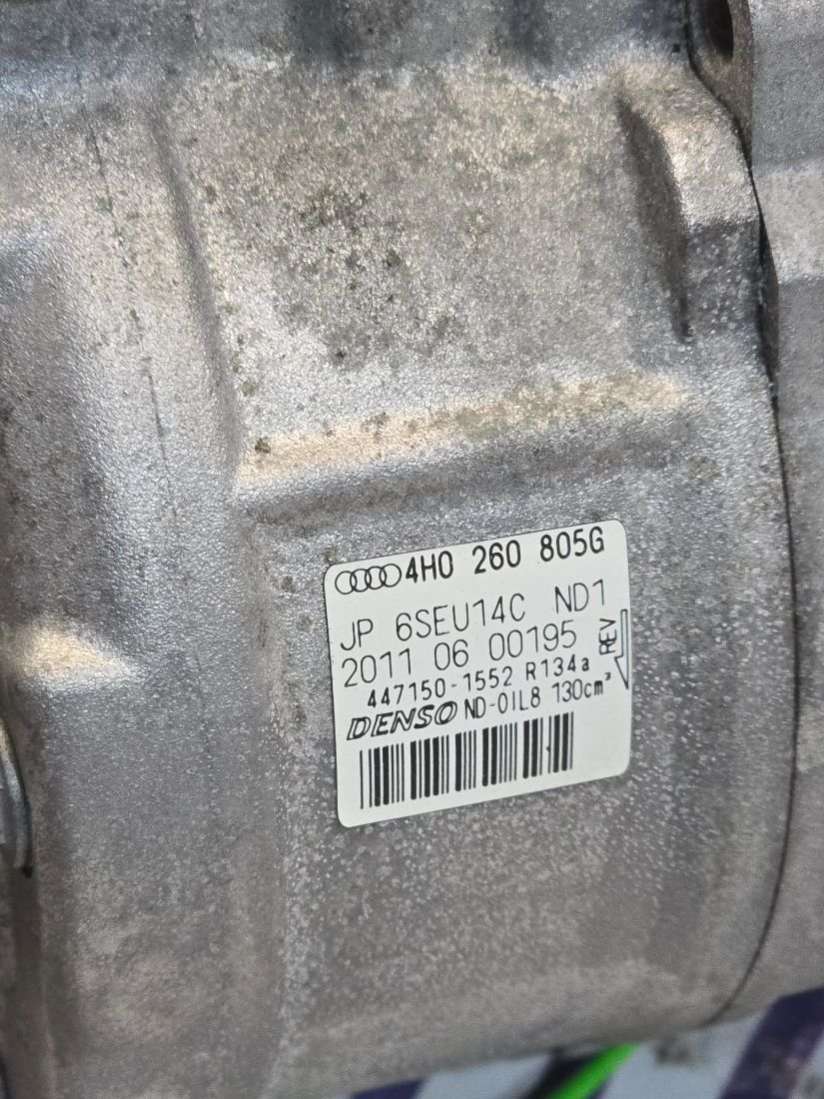 4H0 260 805G
JP 6SEU14C ND1
2011 06 00195
447150-1552 R134a
DENSO ND-OIL8 130cm³
REV